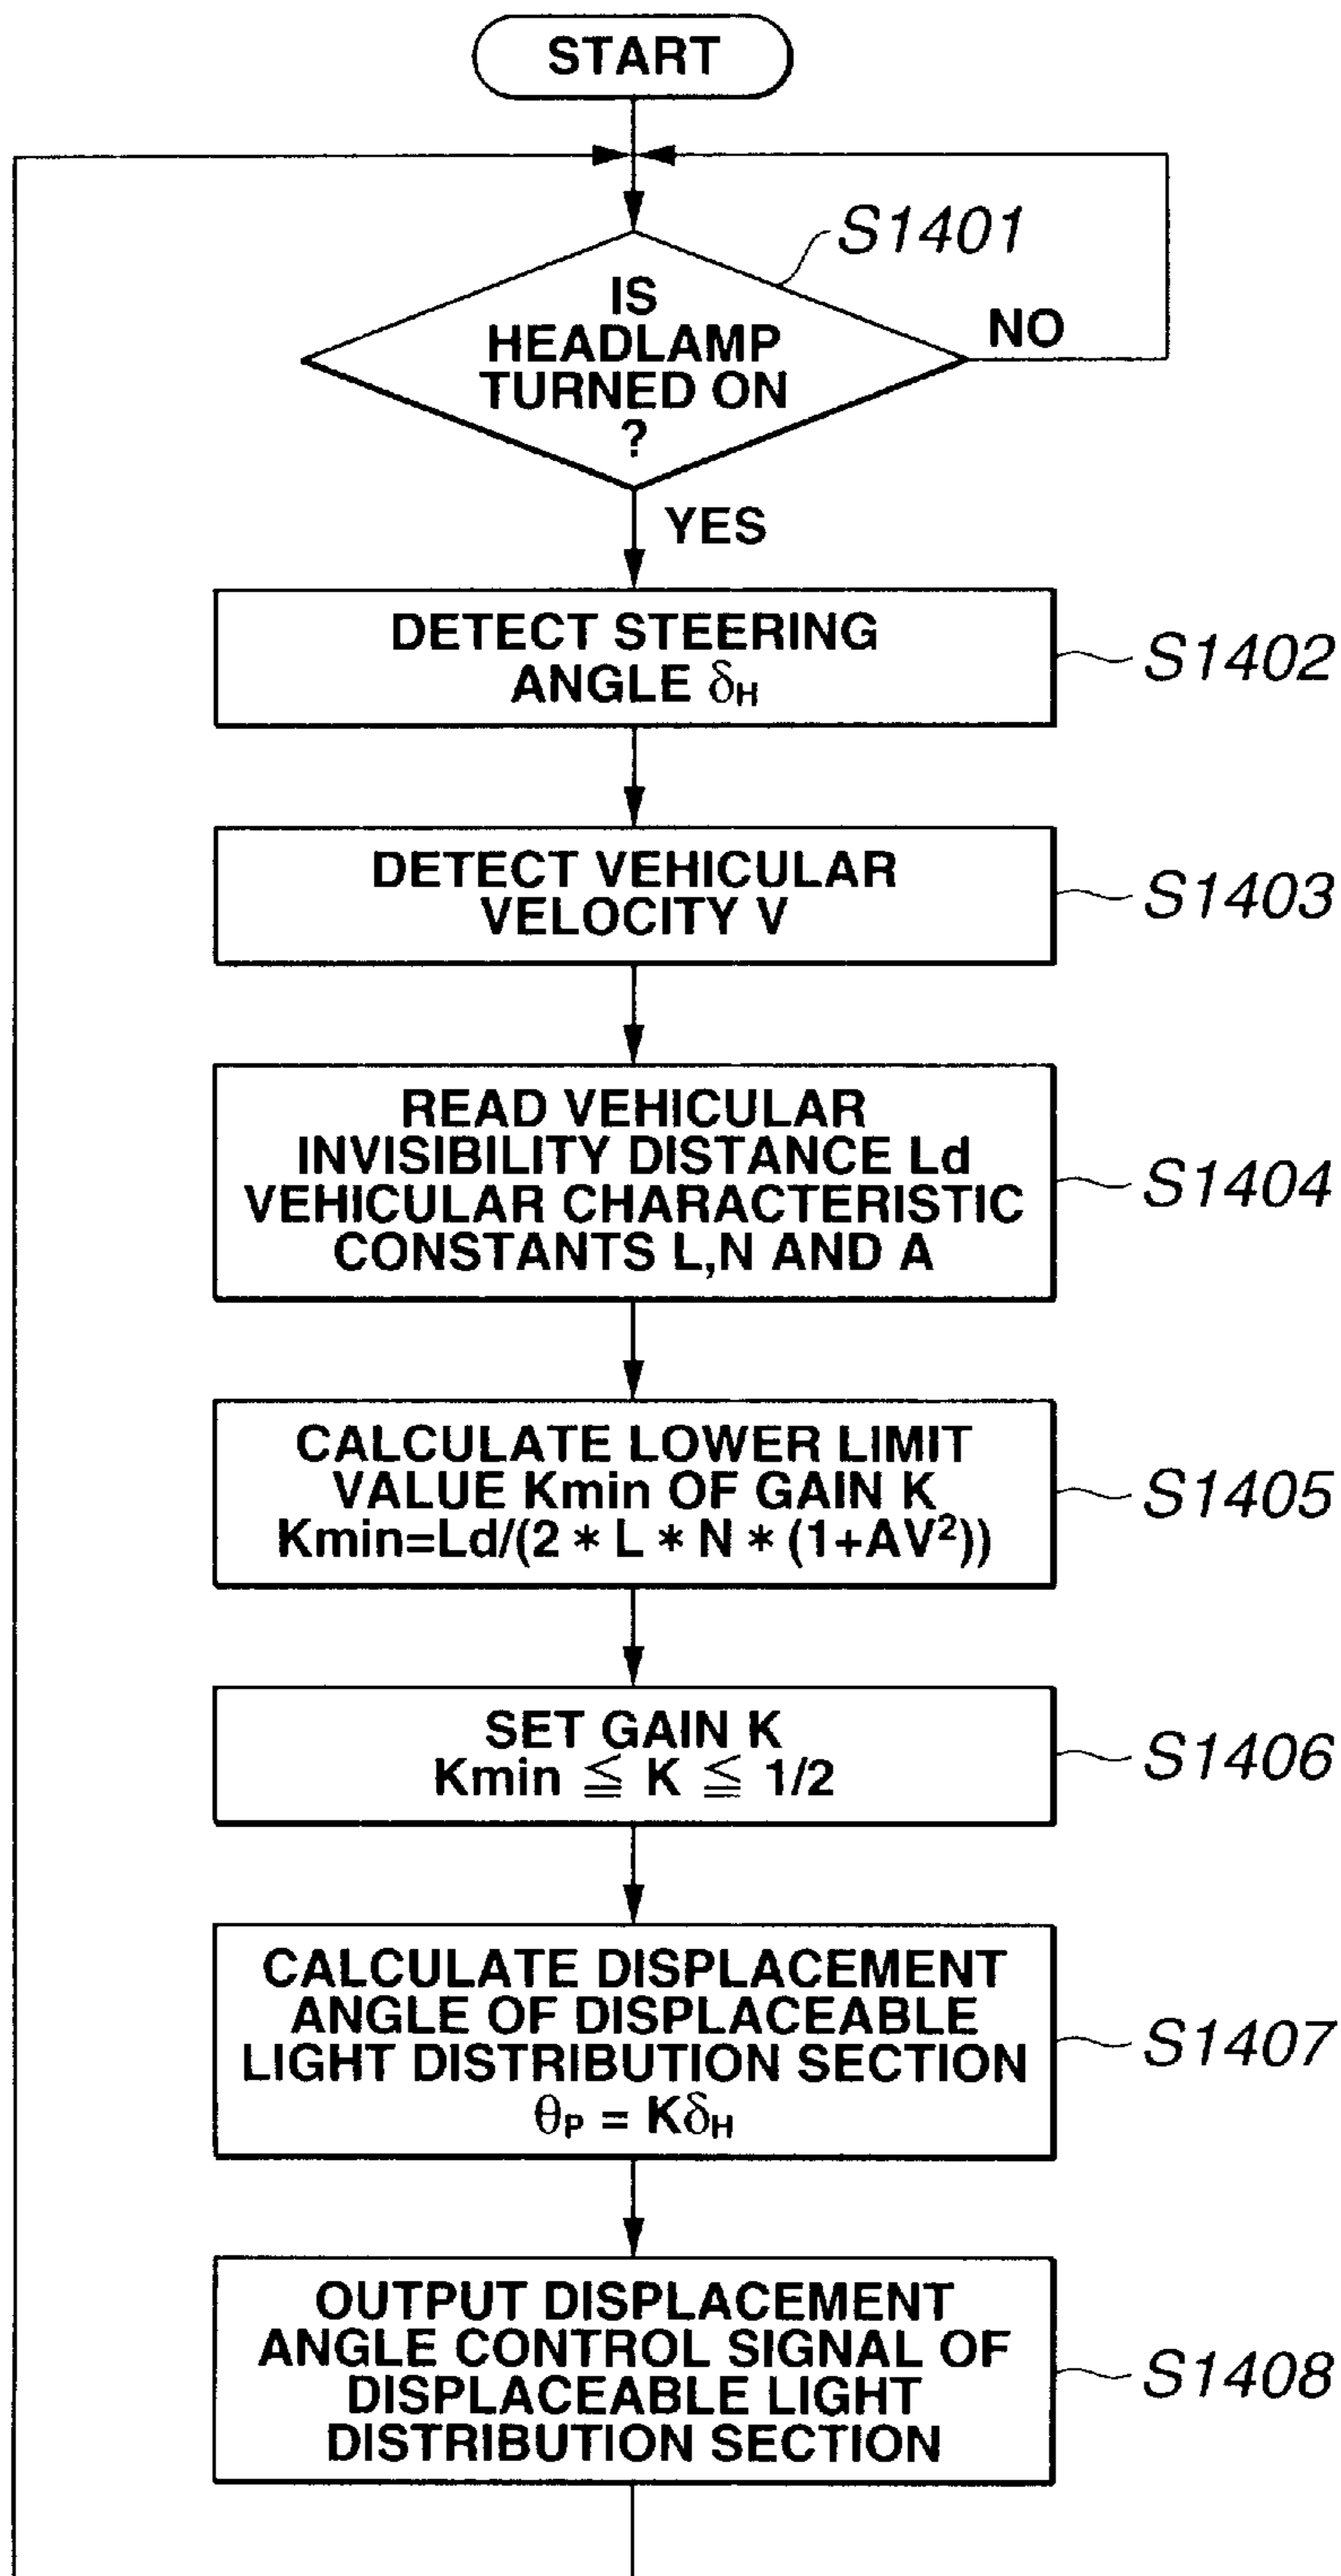 START
S1401
IS
HEADLAMP
TURNED ON
?
NO
YES
DETECT STEERING
ANGLE δH
S1402
DETECT VEHICULAR
VELOCITY V
S1403
READ VEHICULAR
INVISIBILITY DISTANCE Ld
VEHICULAR CHARACTERISTIC
CONSTANTS L,N AND A
S1404
CALCULATE LOWER LIMIT
VALUE Kmin OF GAIN K
Kmin=Ld/(2 * L * N * (1+AV²))
S1405
SET GAIN K
Kmin ≦ K ≦ 1/2
S1406
CALCULATE DISPLACEMENT
ANGLE OF DISPLACEABLE
LIGHT DISTRIBUTION SECTION
θP = KδH
S1407
OUTPUT DISPLACEMENT
ANGLE CONTROL SIGNAL OF
DISPLACEABLE LIGHT
DISTRIBUTION SECTION
S1408